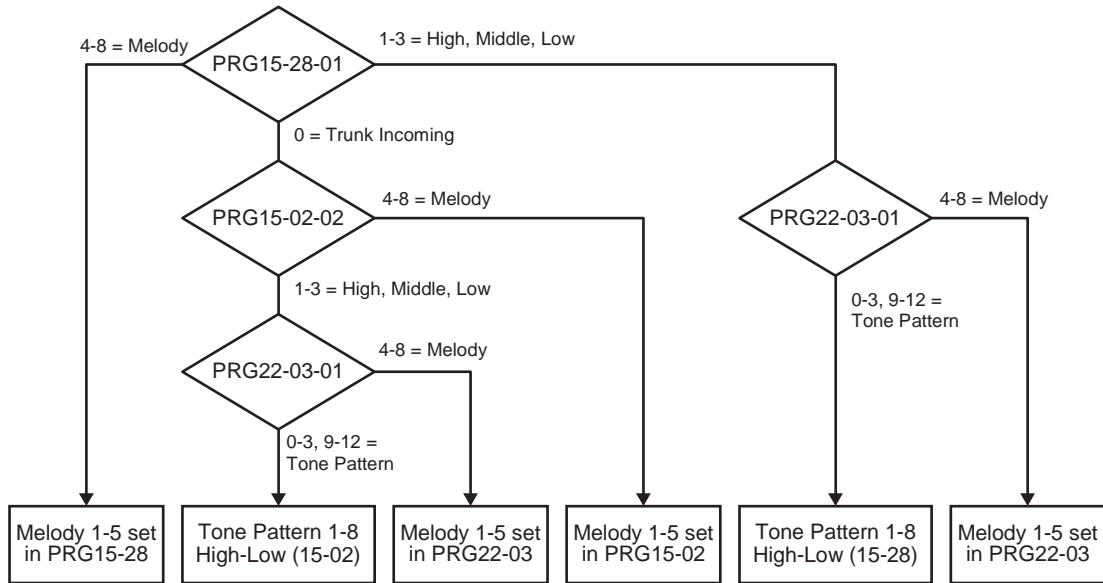 4-8 = Melody
1-3 = High, Middle, Low
PRG15-28-01
0 = Trunk Incoming
PRG15-02-02
4-8 = Melody
PRG22-03-01
4-8 = Melody
1-3 = High, Middle, Low
0-3, 9-12 =
Tone Pattern
PRG22-03-01
4-8 = Melody
0-3, 9-12 =
Tone Pattern
Melody 1-5 set
in PRG15-28
Tone Pattern 1-8
High-Low (15-02)
Melody 1-5 set
in PRG22-03
Melody 1-5 set
in PRG15-02
Tone Pattern 1-8
High-Low (15-28)
Melody 1-5 set
in PRG22-03